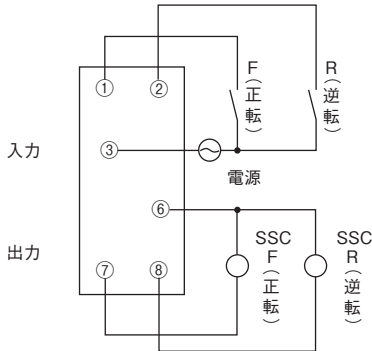 ①
②
F（正転）
R（逆転）
入力
③
電源
⑥
出力
SSC F（正転）
SSC R（逆転）
⑦
⑧